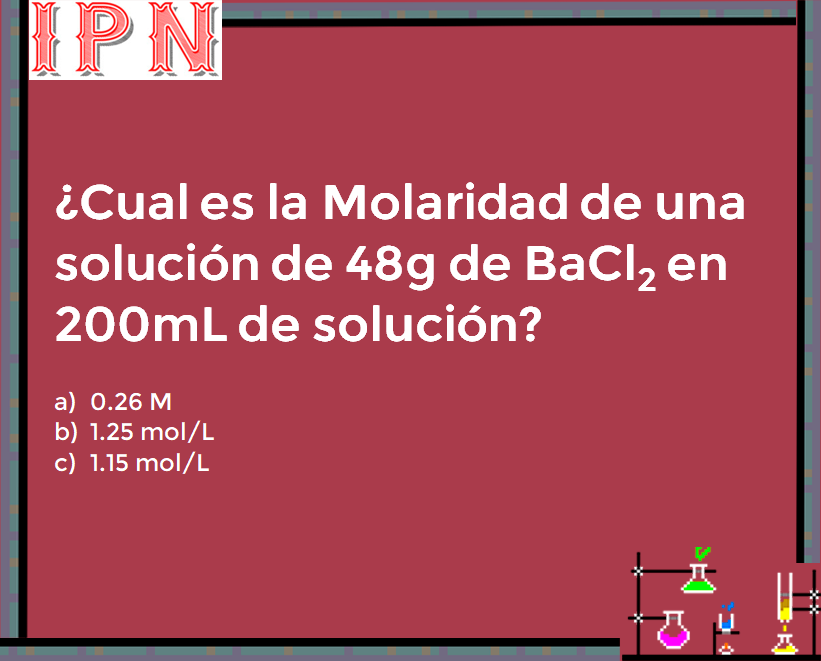 IPN
¿Cual es la Molaridad de una
solución de 48g de BaCl₂ en
200mL de solución?
a) 0.26 M
b) 1.25 mol/L
c) 1.15 mol/L